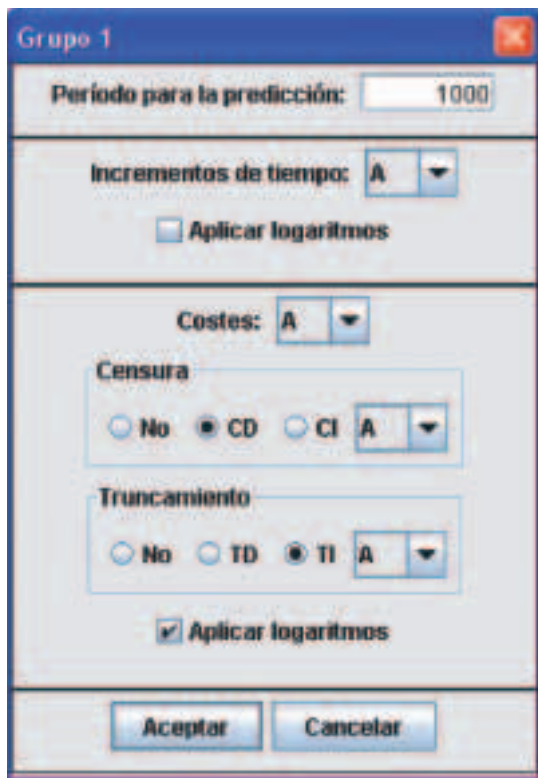 Grupo 1
Período para la predicción: 1000
Incrementos de tiempo: A
Aplicar logaritmos
Costes: A
Censura
No CD CI A
Truncamiento
No TD TI A
Aplicar logaritmos
Aceptar Cancelar